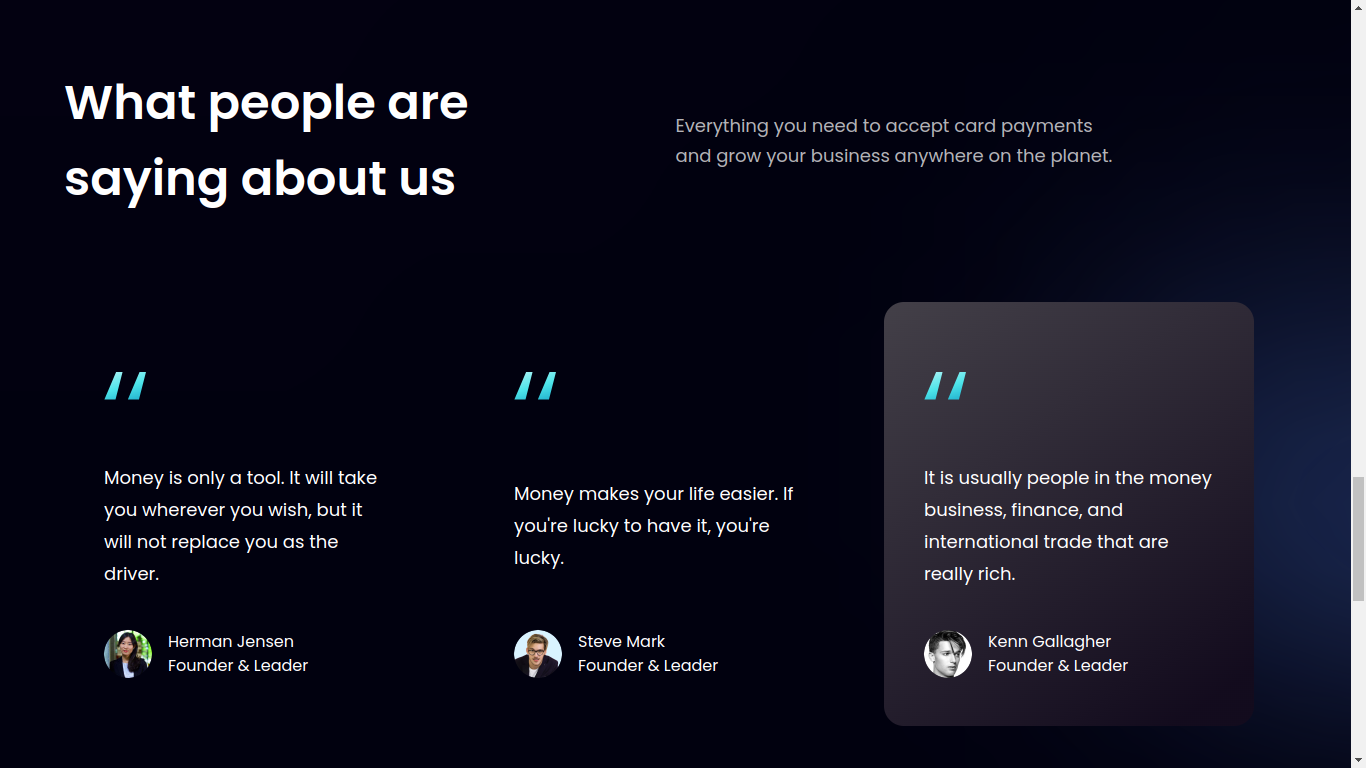 What people are
saying about us
Everything you need to accept card payments
and grow your business anywhere on the planet.
Money is only a tool. It will take
you wherever you wish, but it
will not replace you as the
driver.
Herman Jensen
Founder & Leader
Money makes your life easier. If
you're lucky to have it, you're
lucky.
Steve Mark
Founder & Leader
It is usually people in the money
business, finance, and
international trade that are
really rich.
Kenn Gallagher
Founder & Leader